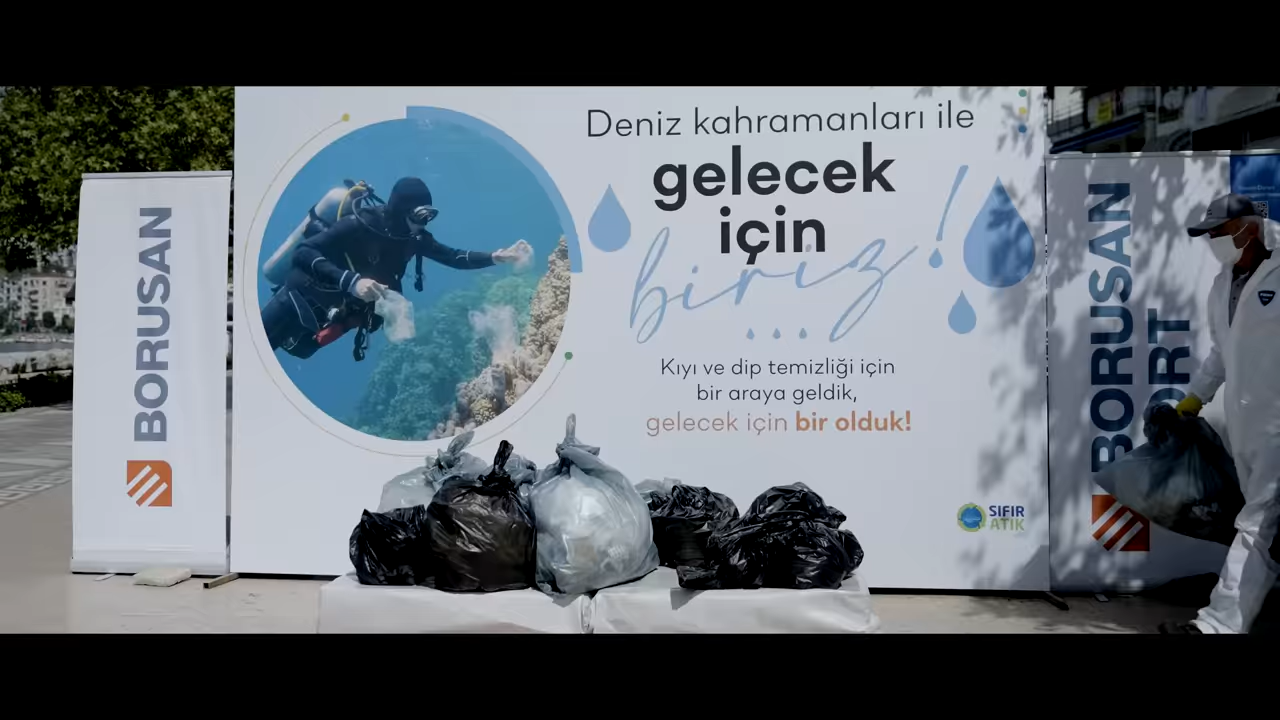 Deniz kahramanları ile
gelecek
için
biriz!
...
Kıyı ve dip temizliği için
bir araya geldik,
gelecek için bir olduk!
SIFIR
ATIK
BORUSAN
BORUSAN